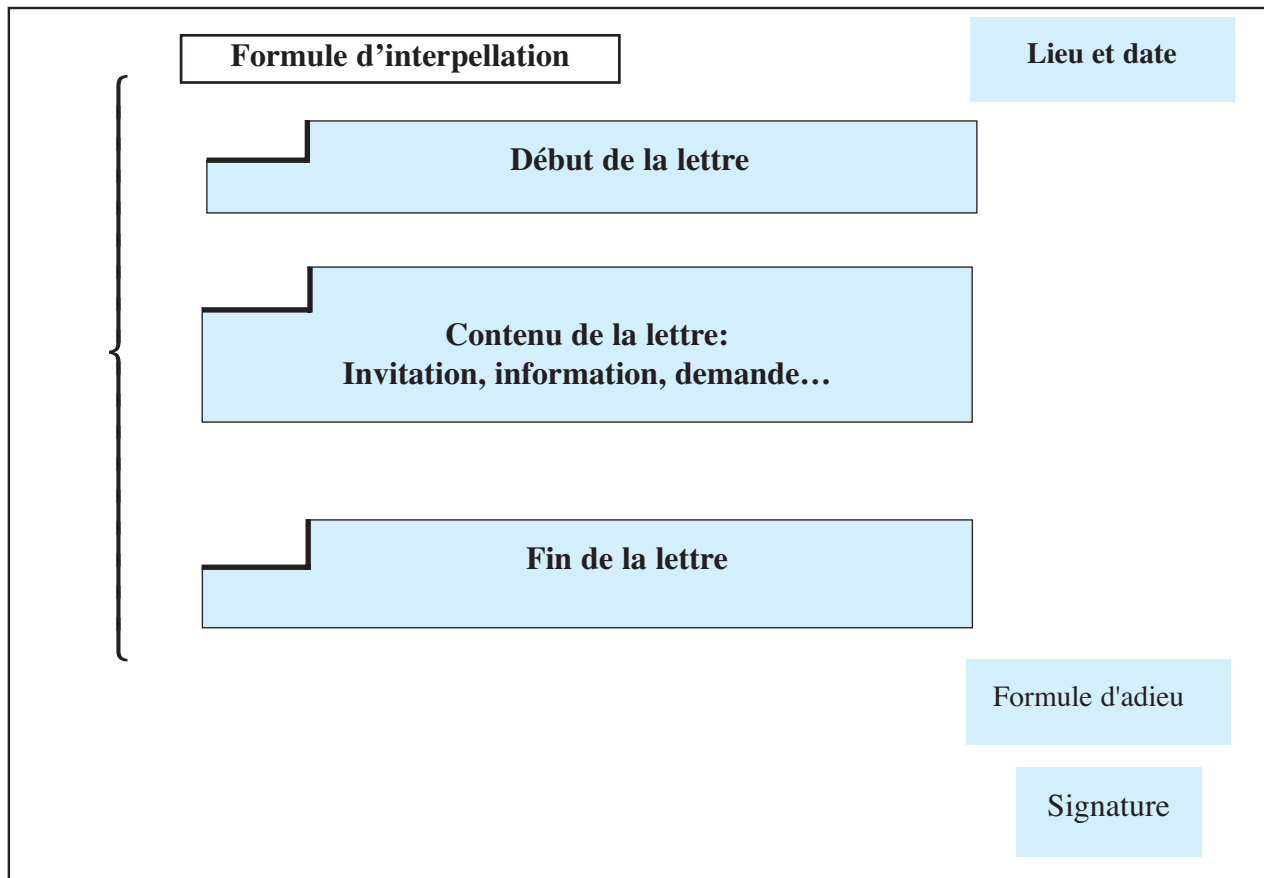 Formule d’interpellation
Lieu et date
Début de la lettre
Contenu de la lettre:
Invitation, information, demande…
Fin de la lettre
Formule d'adieu
Signature